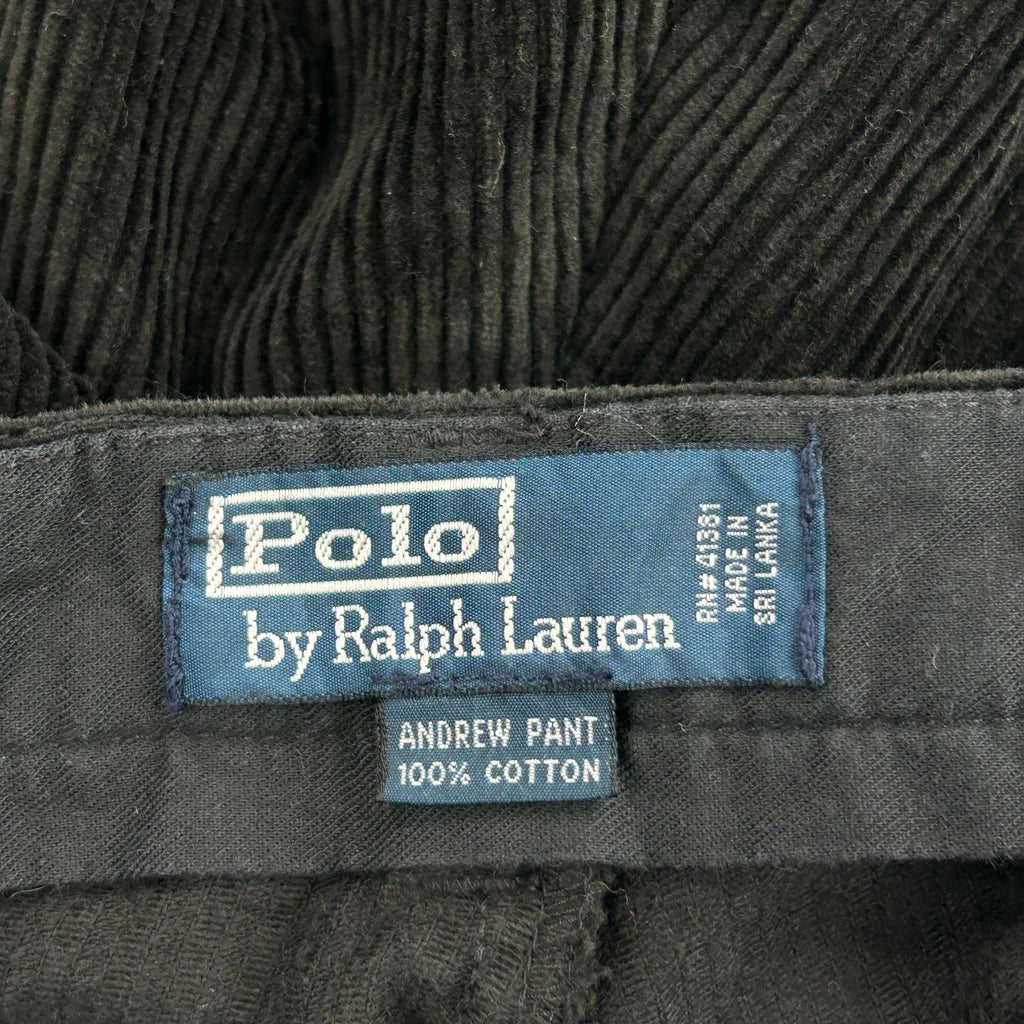 Polo
by Ralph Lauren
RN# 41381
MADE IN
SRI LANKA
ANDREW PANT
100% COTTON